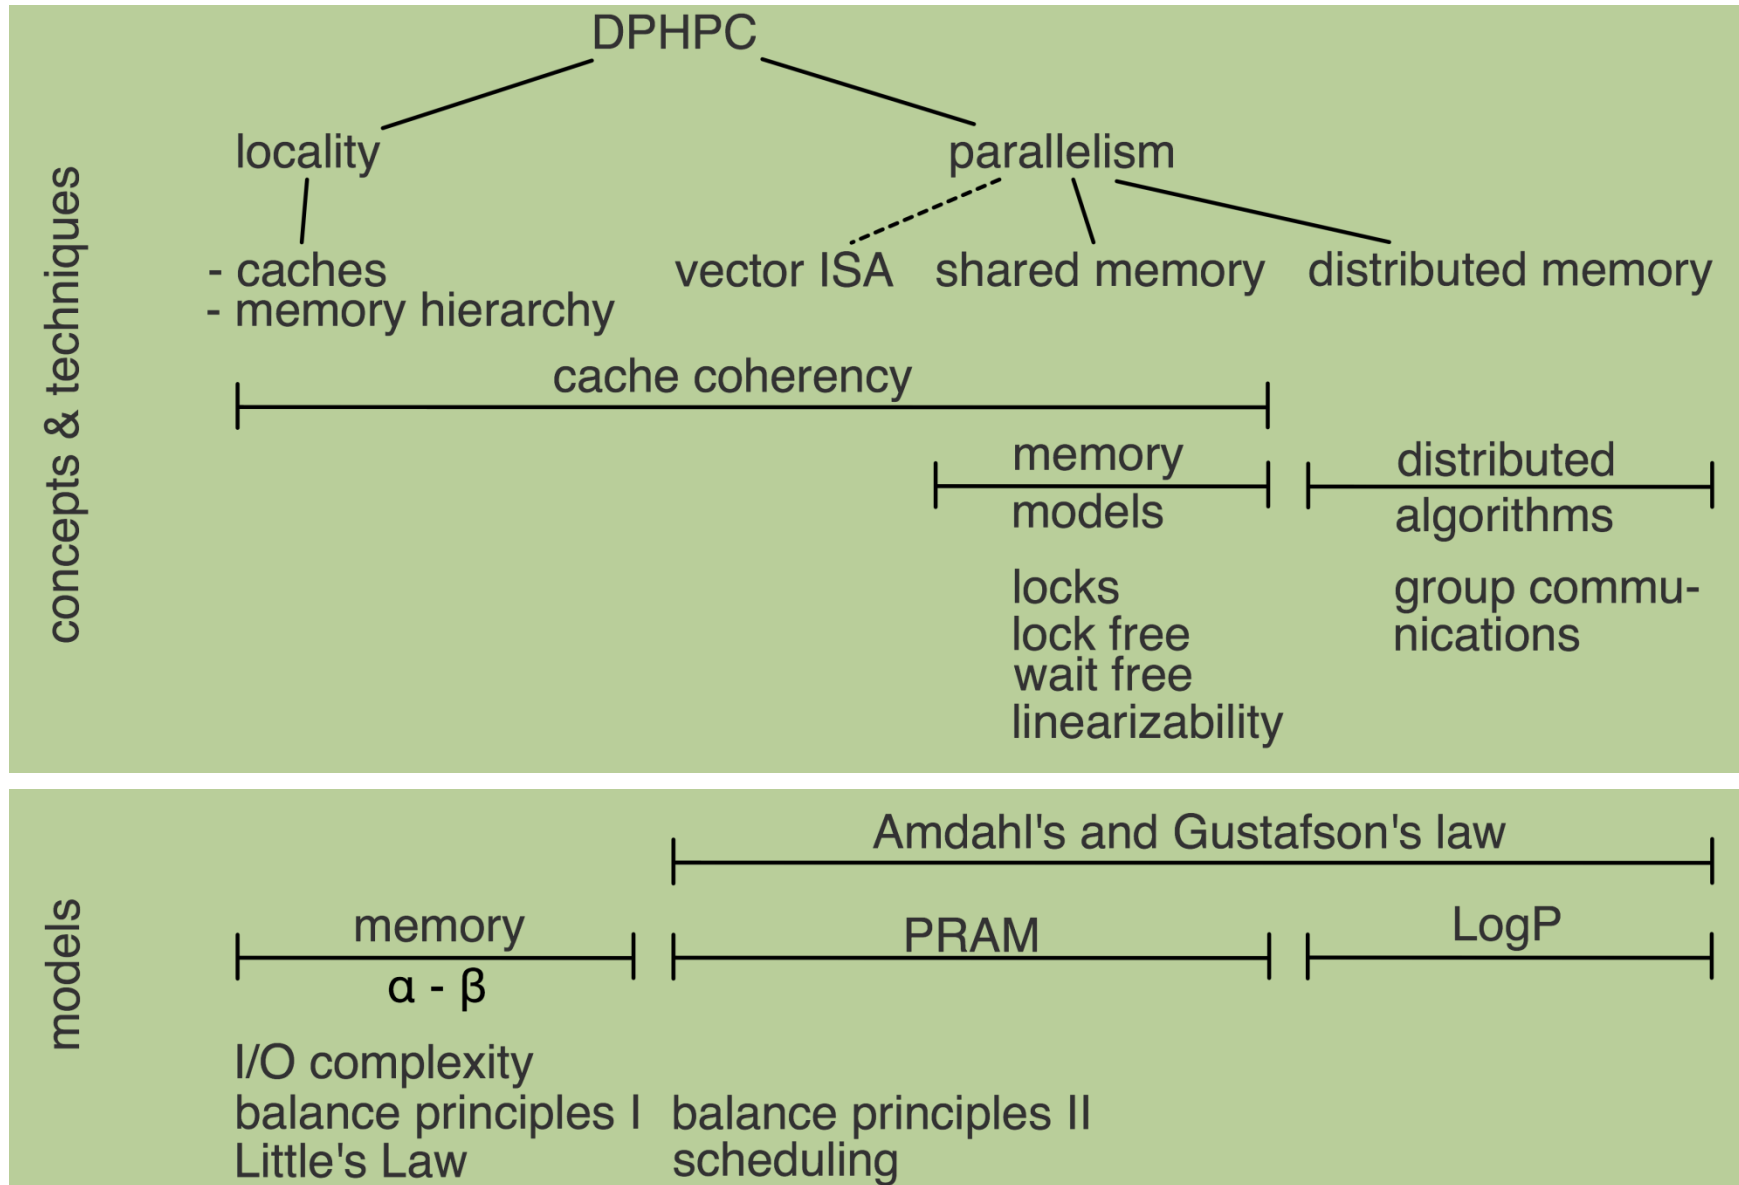 DPHPC
locality
parallelism
- caches
- memory hierarchy
vector ISA
shared memory
distributed memory
cache coherency
memory
models
distributed
algorithms
locks
lock free
wait free
linearizability
group commu-
nications
concepts & techniques
Amdahl's and Gustafson's law
memory
α - β
PRAM
LogP
I/O complexity
balance principles I
Little's Law
balance principles II
scheduling
models